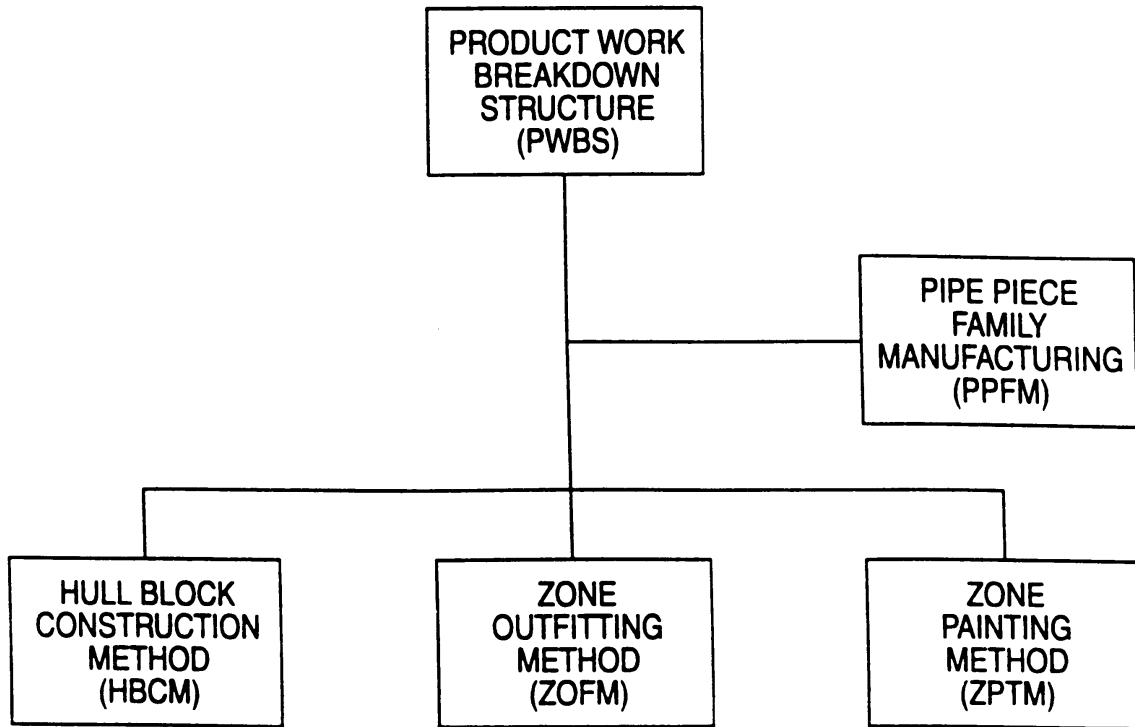 PRODUCT WORK
BREAKDOWN
STRUCTURE
(PWBS)
PIPE PIECE
FAMILY
MANUFACTURING
(PPFM)
HULL BLOCK
CONSTRUCTION
METHOD
(HBCM)
ZONE
OUTFITTING
METHOD
(ZOFM)
ZONE
PAINTING
METHOD
(ZPTM)